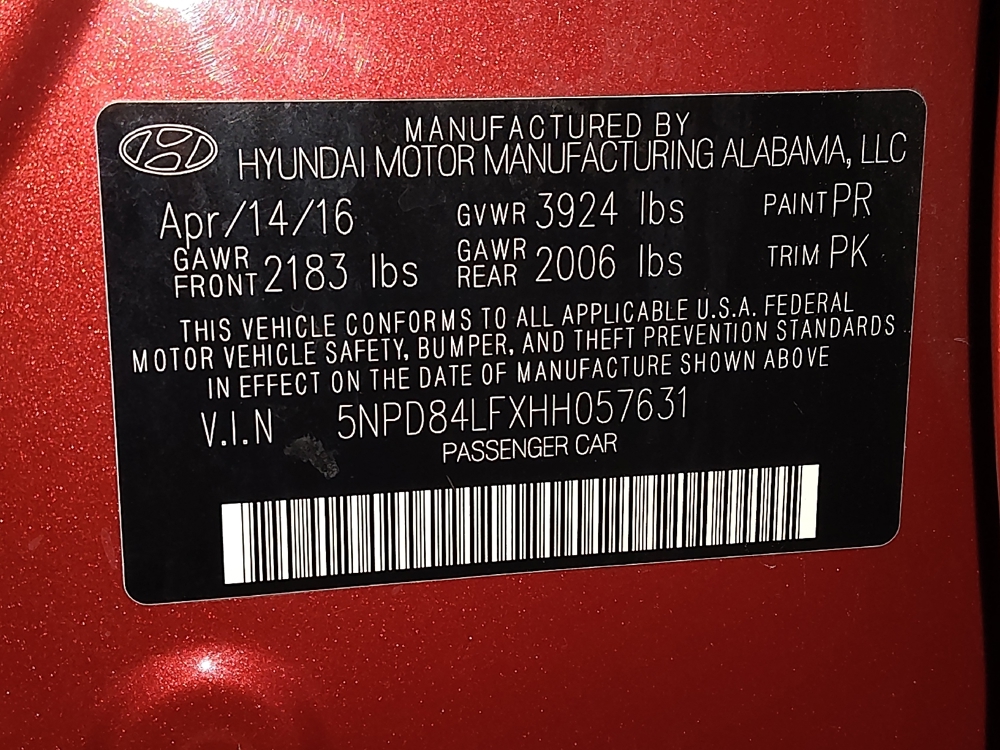 MANUFACTURED BY
HYUNDAI MOTOR MANUFACTURING ALABAMA, LLC
Apr/14/16 GVWR 3924 lbs PAINT PR
GAWR FRONT 2183 lbs GAWR REAR 2006 lbs TRIM PK
THIS VEHICLE CONFORMS TO ALL APPLICABLE U.S.A. FEDERAL
MOTOR VEHICLE SAFETY, BUMPER, AND THEFT PREVENTION STANDARDS
IN EFFECT ON THE DATE OF MANUFACTURE SHOWN ABOVE
V.I.N 5NPD84LFXHH057631
PASSENGER CAR